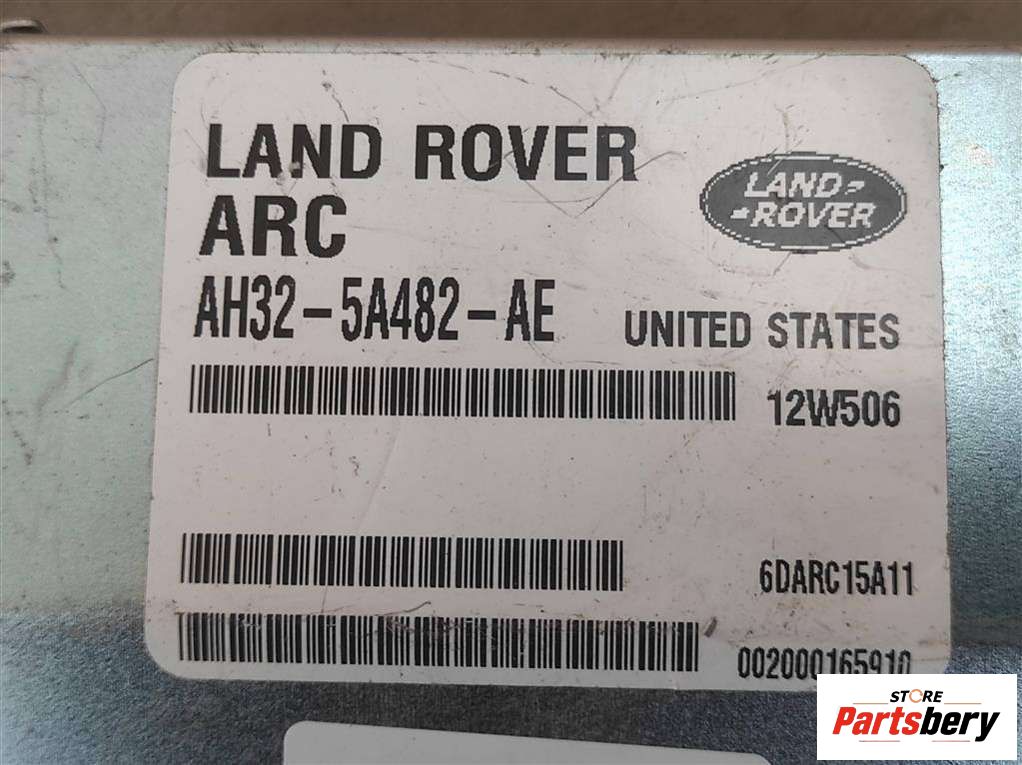 LAND ROVER
ARC
LAND-
-ROVER
AH32-5A482-AE
UNITED STATES
12W506
6DARC15A11
002000165910
STORE
Partsbery